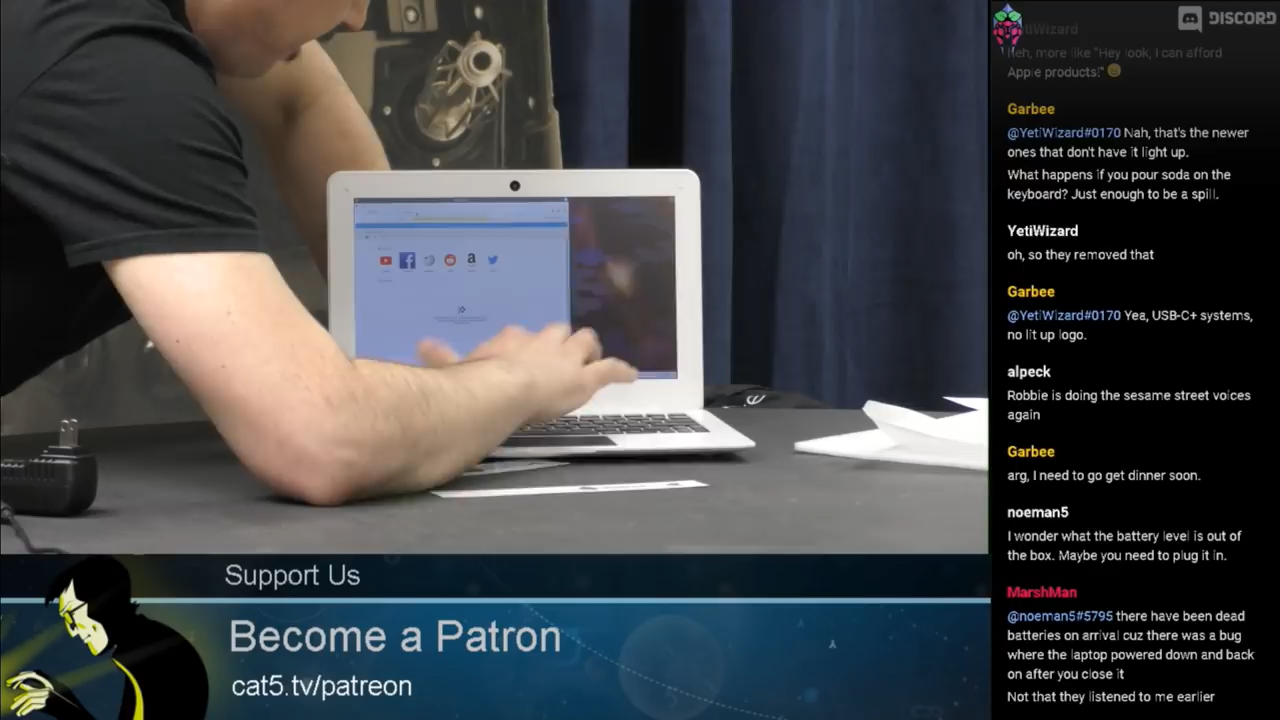 DISCORD
YetiWizard
heh, more like "Hey look, I can afford
Apple products!"
Garbee
@YetiWizard#0170 Nah, that's the newer
ones that don't have it light up.
What happens if you pour soda on the
keyboard? Just enough to be a spill.
YetiWizard
oh, so they removed that
Garbee
@YetiWizard#0170 Yea, USB-C+ systems,
no lit up logo.
alpeck
Robbie is doing the sesame street voices
again
Garbee
arg, I need to go get dinner soon.
noeman5
I wonder what the battery level is out of
the box. Maybe you need to plug it in.
MarshMan
@noeman5#5795 there have been dead
batteries on arrival cuz there was a bug
where the laptop powered down and back
on after you close it
Not that they listened to me earlier
Support Us
Become a Patron
cat5.tv/patreon